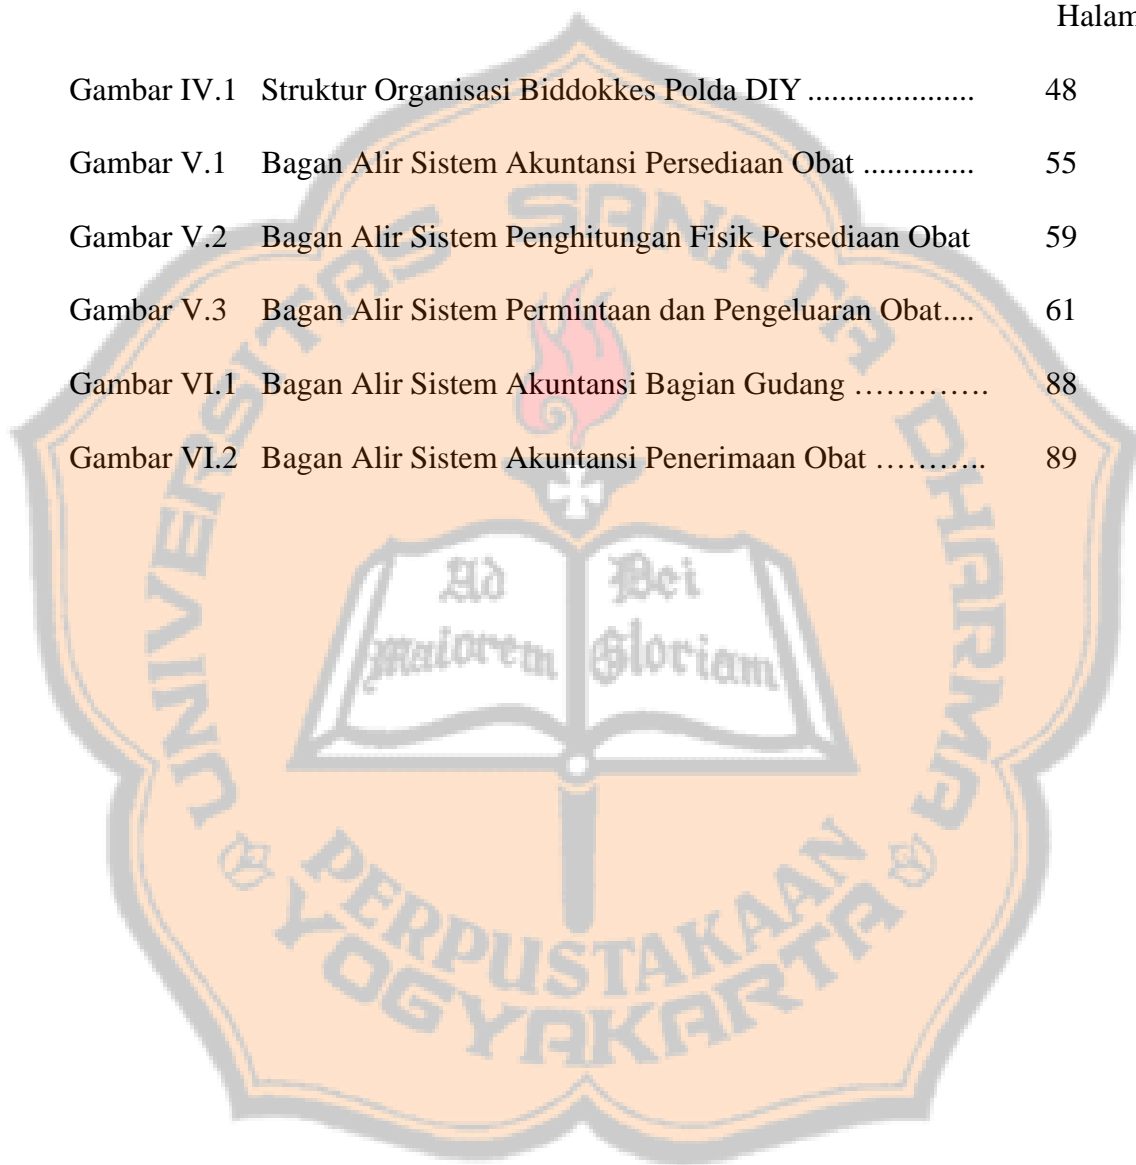 Halam
Gambar IV.1 Struktur Organisasi Biddokkes Polda DIY ..................... 48
Gambar V.1 Bagan Alir Sistem Akuntansi Persediaan Obat .............. 55
Gambar V.2 Bagan Alir Sistem Penghitungan Fisik Persediaan Obat 59
Gambar V.3 Bagan Alir Sistem Permintaan dan Pengeluaran Obat.... 61
Gambar VI.1 Bagan Alir Sistem Akuntansi Bagian Gudang …………. 88
Gambar VI.2 Bagan Alir Sistem Akuntansi Penerimaan Obat ……….. 89
UNIVERSITAS SANATA DHARMA
Ad Dei
Maiorem Gloriam
PERPUSTAKAAN
YOGYAKARTA